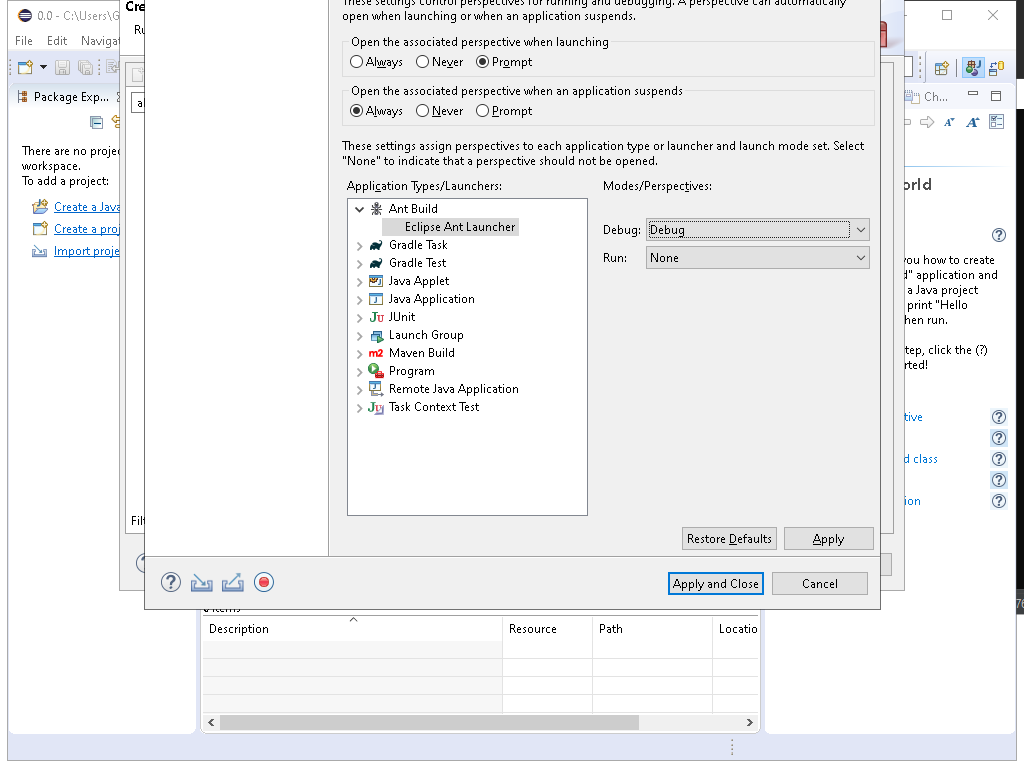 0.0 - C:\Users\G
Cre
File Edit Navigat
Ru
These settings control perspectives for running and debugging. A perspective can automatically
open when launching or when an application suspends.
Open the associated perspective when launching
Always Never Prompt
Open the associated perspective when an application suspends
Always Never Prompt
These settings assign perspectives to each application type or launcher and launch mode set. Select
"None" to indicate that a perspective should not be opened.
Application Types/Launchers:
Modes/Perspectives:
Ant Build
Eclipse Ant Launcher
Gradle Task
Gradle Test
Java Applet
Java Application
JUnit
Launch Group
Maven Build
Program
Remote Java Application
Task Context Test
Debug: Debug
Run: None
Restore Defaults Apply
Apply and Close Cancel
Package Exp...
There are no proje
workspace.
To add a project:
Create a Java
Create a proj
Import proje
Filt
Ch...
orld
you how to create
d" application and
a Java project
print "Hello
hen run.
tep, click the (?)
rted!
tive
d class
ion
0 items
Description Resource Path Locatio